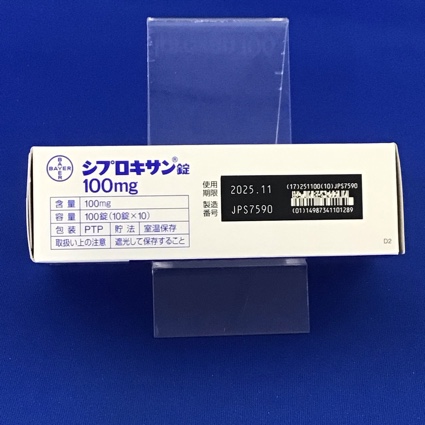 BAYER
BAYER
シプロキサン®錠
100mg
含量 100mg
容量 100錠(10錠×10)
包装 PTP 貯法 室温保存
取扱い上の注意 遮光して保存すること
使用期限 2025.11
製造番号 JPS7590
(17)251100(10)JPS7590
(01)14987341101289
D2